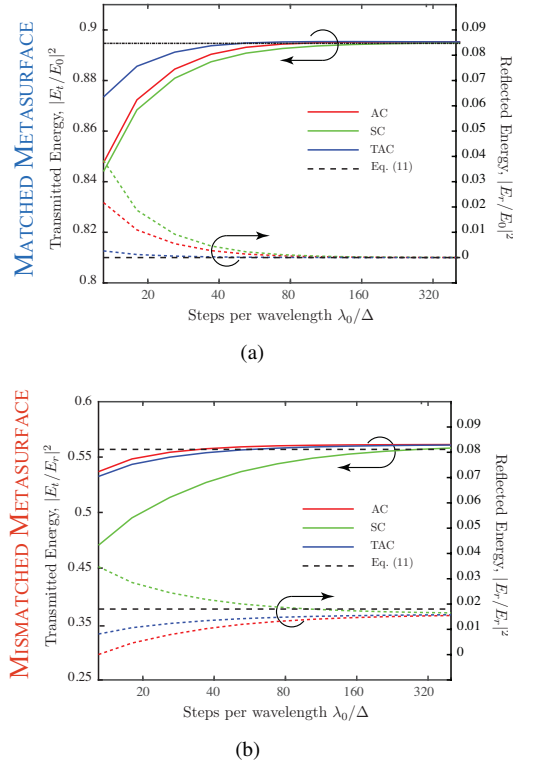 MATCHED METASURFACE
Transmitted Energy, |E_t/E_0|^2
0.9
0.88
0.86
0.84
0.82
0.8
20
40
80
160
320
Steps per wavelength λ_0/Δ
AC
SC
TAC
Eq. (11)
0.09
0.08
0.07
0.06
0.05
0.04
0.03
0.02
0.01
0
Reflected Energy, |E_r/E_0|^2
(a)
MISMATCHED METASURFACE
Transmitted Energy, |E_t/E_r|^2
0.6
0.55
0.5
0.45
0.35
0.25
20
40
80
160
320
Steps per wavelength λ_0/Δ
AC
SC
TAC
Eq. (11)
0.09
0.08
0.07
0.06
0.05
0.04
0.03
0.02
0.01
0
Reflected Energy, |E_r/E_r|^2
(b)